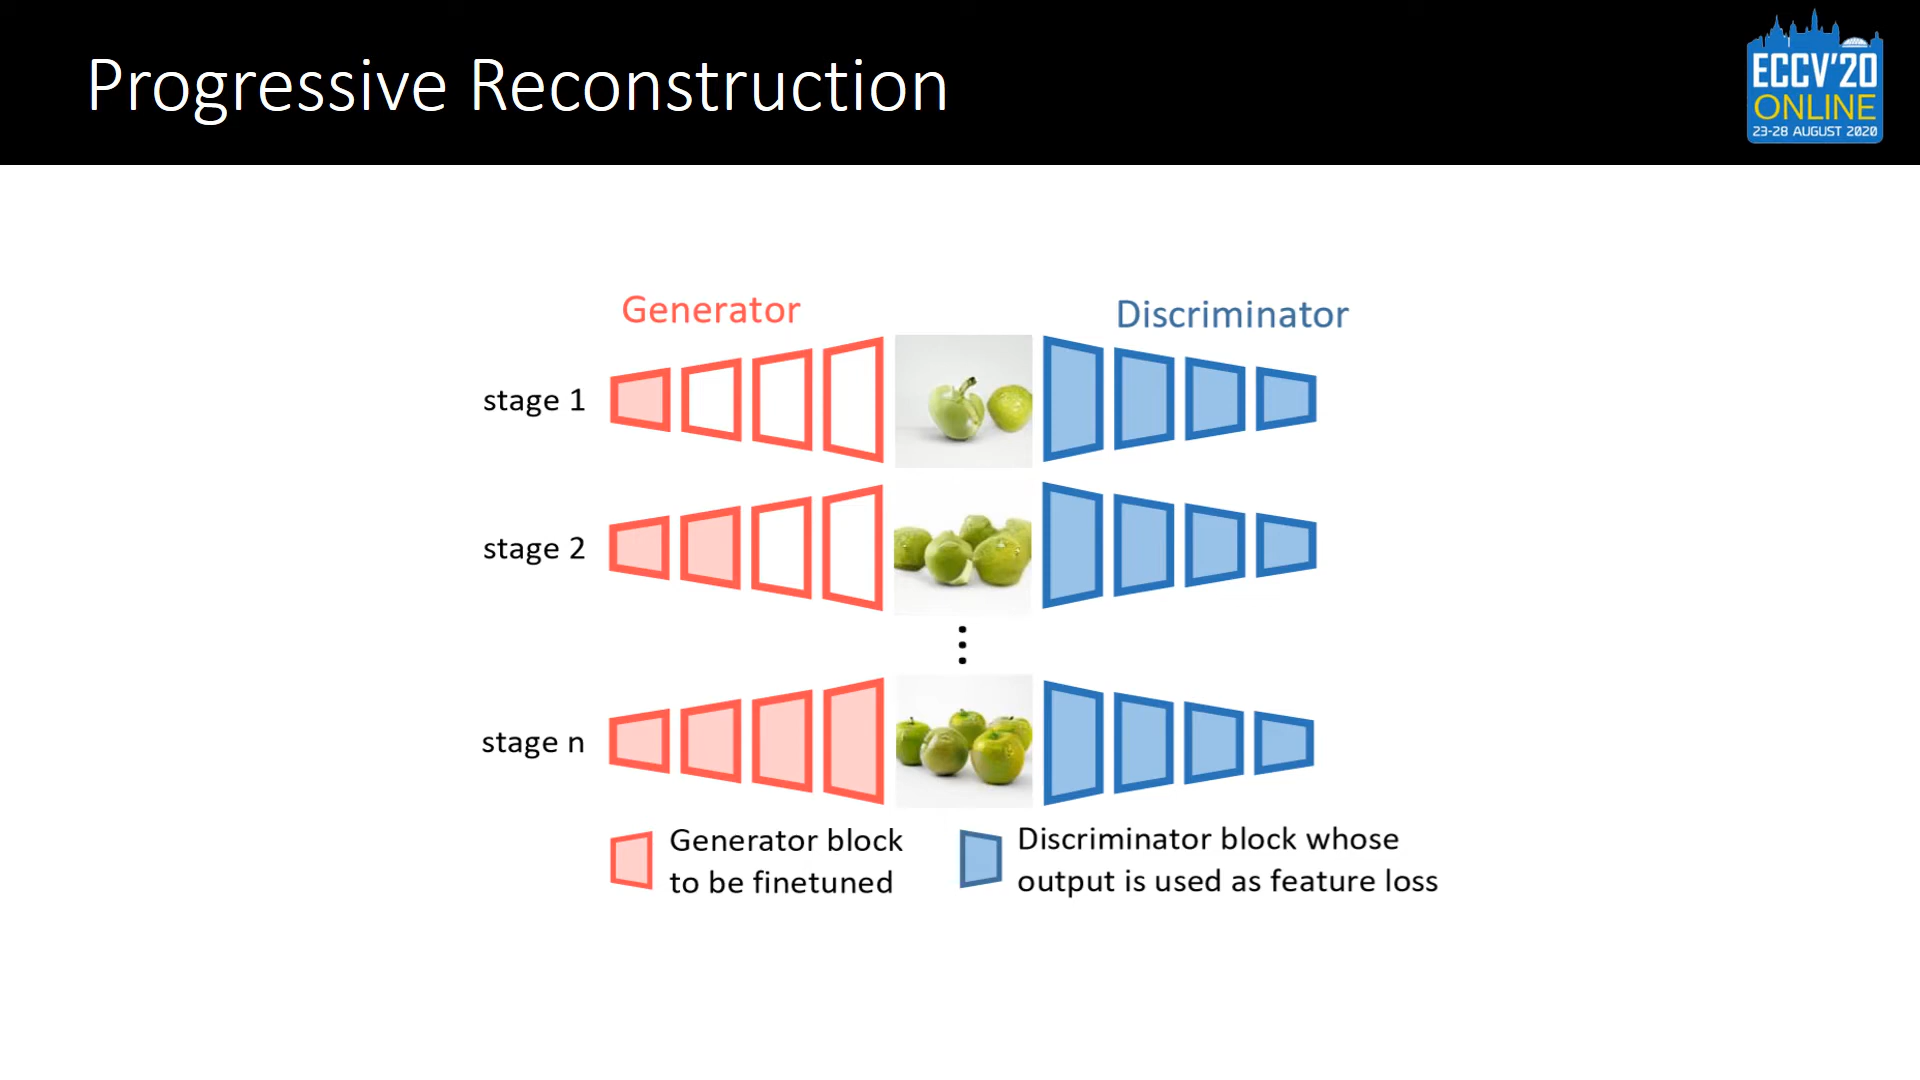 Progressive Reconstruction
ECCV'20
ONLINE
23-28 AUGUST 2020
Generator
Discriminator
stage 1
stage 2
stage n
Generator block
to be finetuned
Discriminator block whose
output is used as feature loss